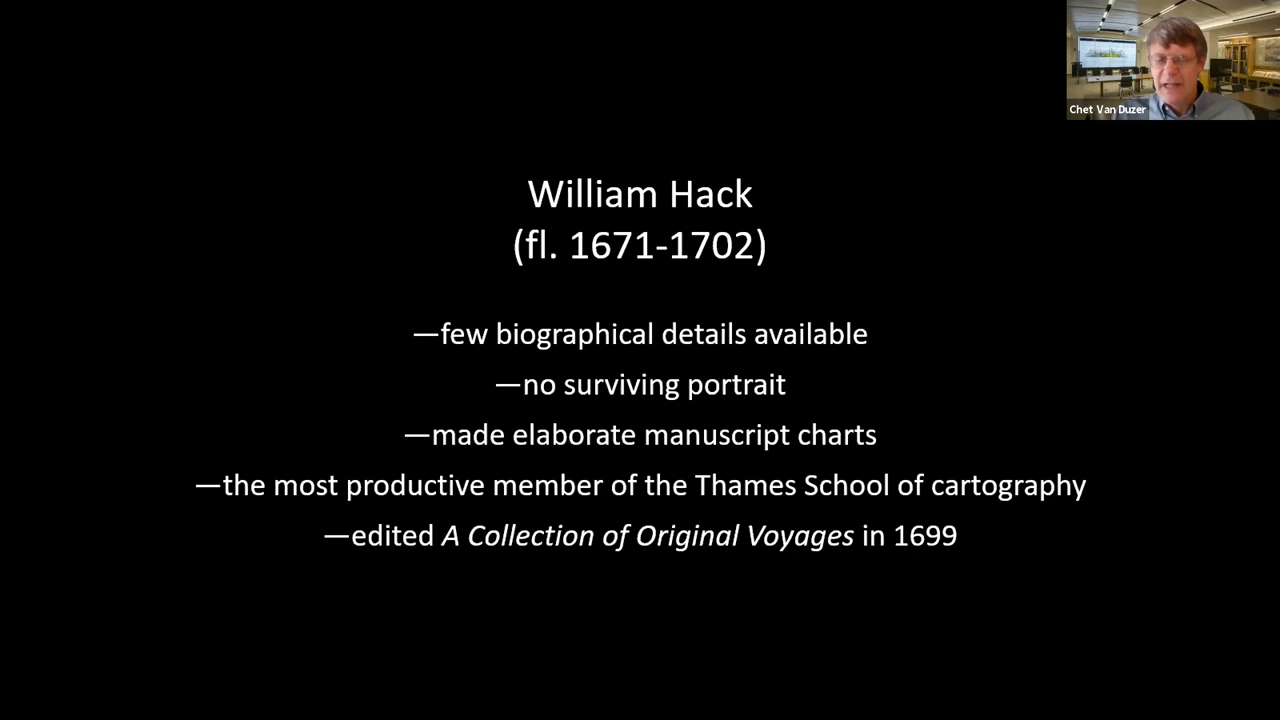 Chet Van Duzer
William Hack
(fl. 1671-1702)
—few biographical details available
—no surviving portrait
—made elaborate manuscript charts
—the most productive member of the Thames School of cartography
—edited A Collection of Original Voyages in 1699